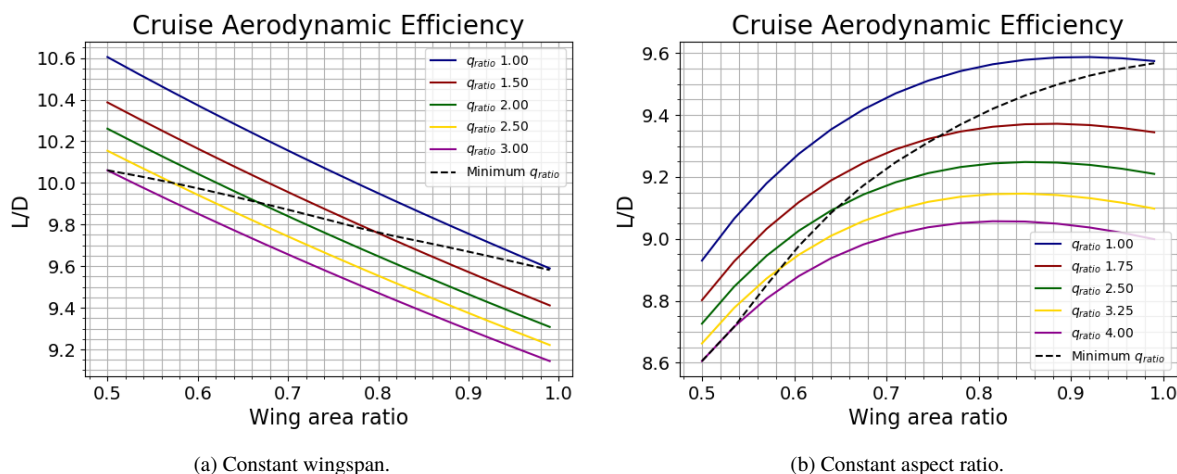 Cruise Aerodynamic Efficiency
L/D
10.6
10.4
10.2
10.0
9.8
9.6
9.4
9.2
q_ratio 1.00
q_ratio 1.50
q_ratio 2.00
q_ratio 2.50
q_ratio 3.00
Minimum q_ratio
0.5 0.6 0.7 0.8 0.9 1.0
Wing area ratio
(a) Constant wingspan.
Cruise Aerodynamic Efficiency
L/D
9.6
9.4
9.2
9.0
8.8
8.6
q_ratio 1.00
q_ratio 1.75
q_ratio 2.50
q_ratio 3.25
q_ratio 4.00
Minimum q_ratio
0.5 0.6 0.7 0.8 0.9 1.0
Wing area ratio
(b) Constant aspect ratio.